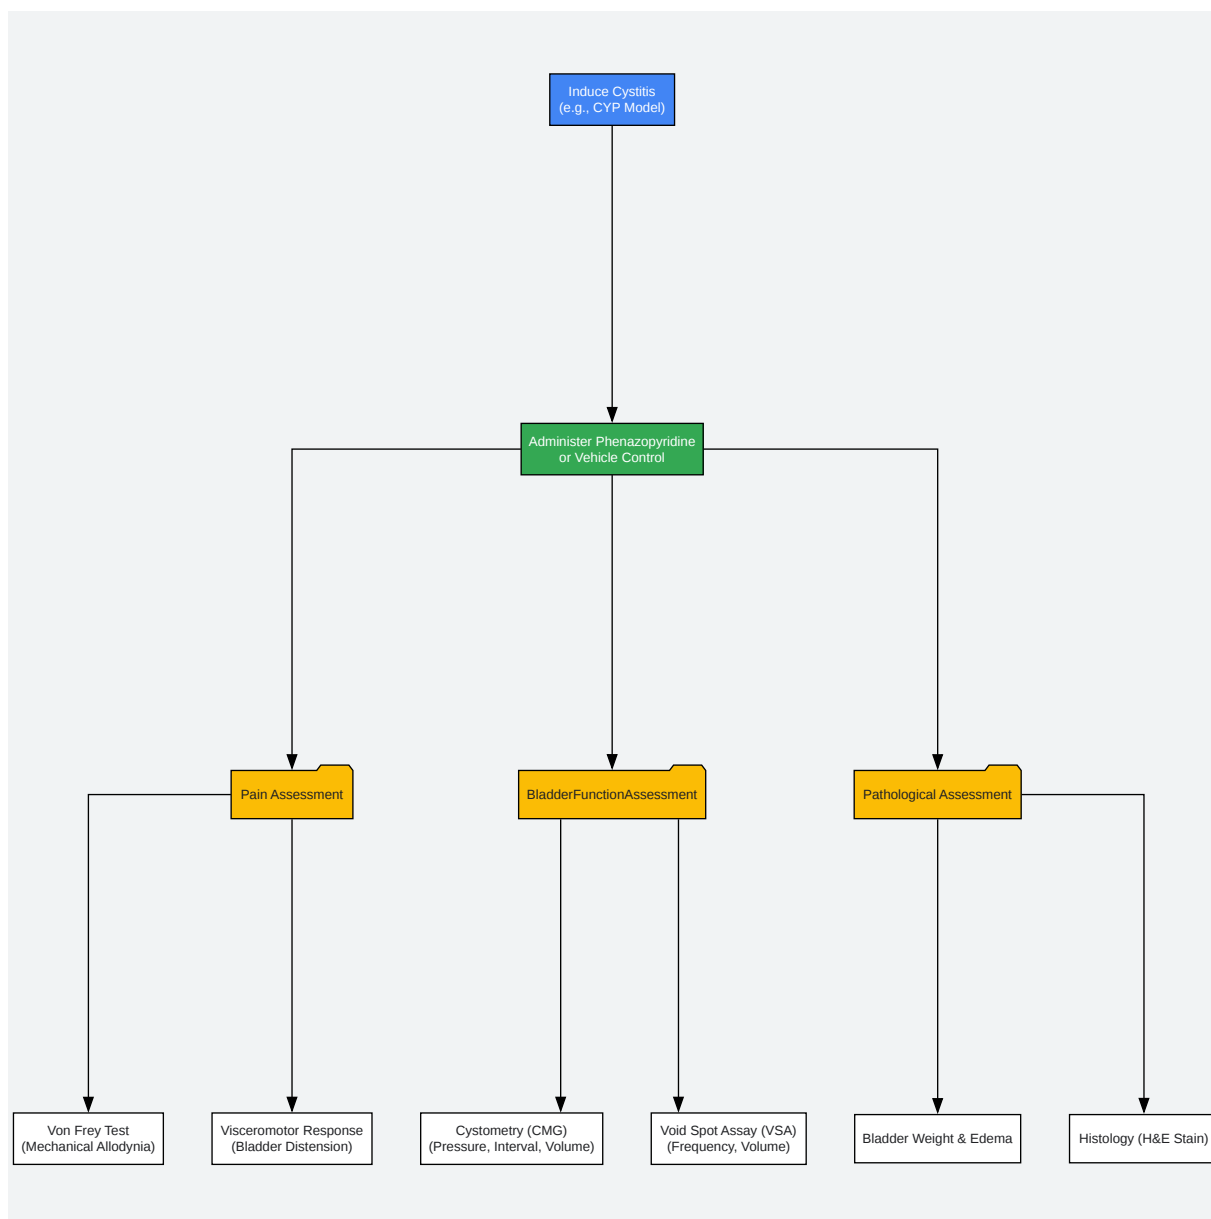 Induce Cystitis
(e.g., CYP Model)
Administer Phenazopyridine
or Vehicle Control
Pain Assessment
BladderFunctionAssessment
Pathological Assessment
Von Frey Test
(Mechanical Allodynia)
Visceromotor Response
(Bladder Distension)
Cystometry (CMG)
(Pressure, Interval, Volume)
Void Spot Assay (VSA)
(Frequency, Volume)
Bladder Weight & Edema
Histology (H&E Stain)